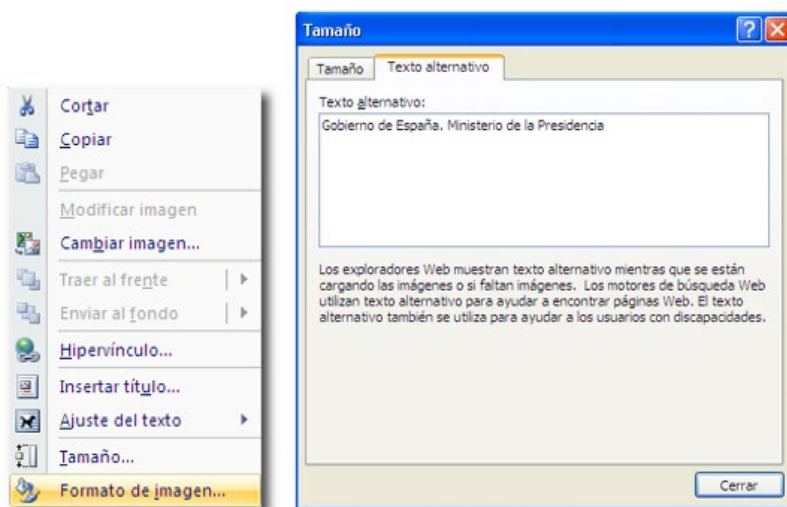 Cortar
Copiar
Pegar
Modificar imagen
Cambiar imagen...
Traer al frente
Enviar al fondo
Hipervínculo...
Insertar título...
Ajuste del texto
Tamaño...
Formato de imagen...
Tamaño
Tamaño Texto alternativo
Texto alternativo:
Gobierno de España. Ministerio de la Presidencia
Los exploradores Web muestran texto alternativo mientras que se están
cargando las imágenes o si faltan imágenes. Los motores de búsqueda Web
utilizan texto alternativo para ayudar a encontrar páginas Web. El texto
alternativo también se utiliza para ayudar a los usuarios con discapacidades.
Cerrar